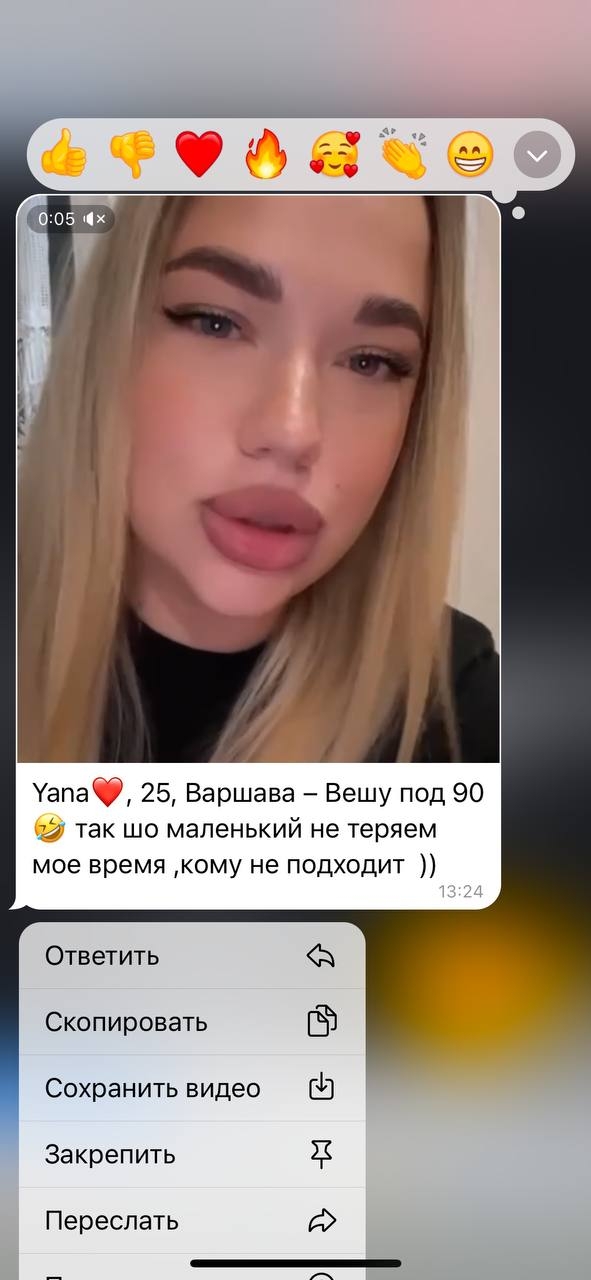 0:05
Yana❤️, 25, Варшава – Вешу под 90
🤣 так шо маленький не теряем
мое время ,кому не подходит ))
13:24
Ответить
Скопировать
Сохранить видео
Закрепить
Переслать